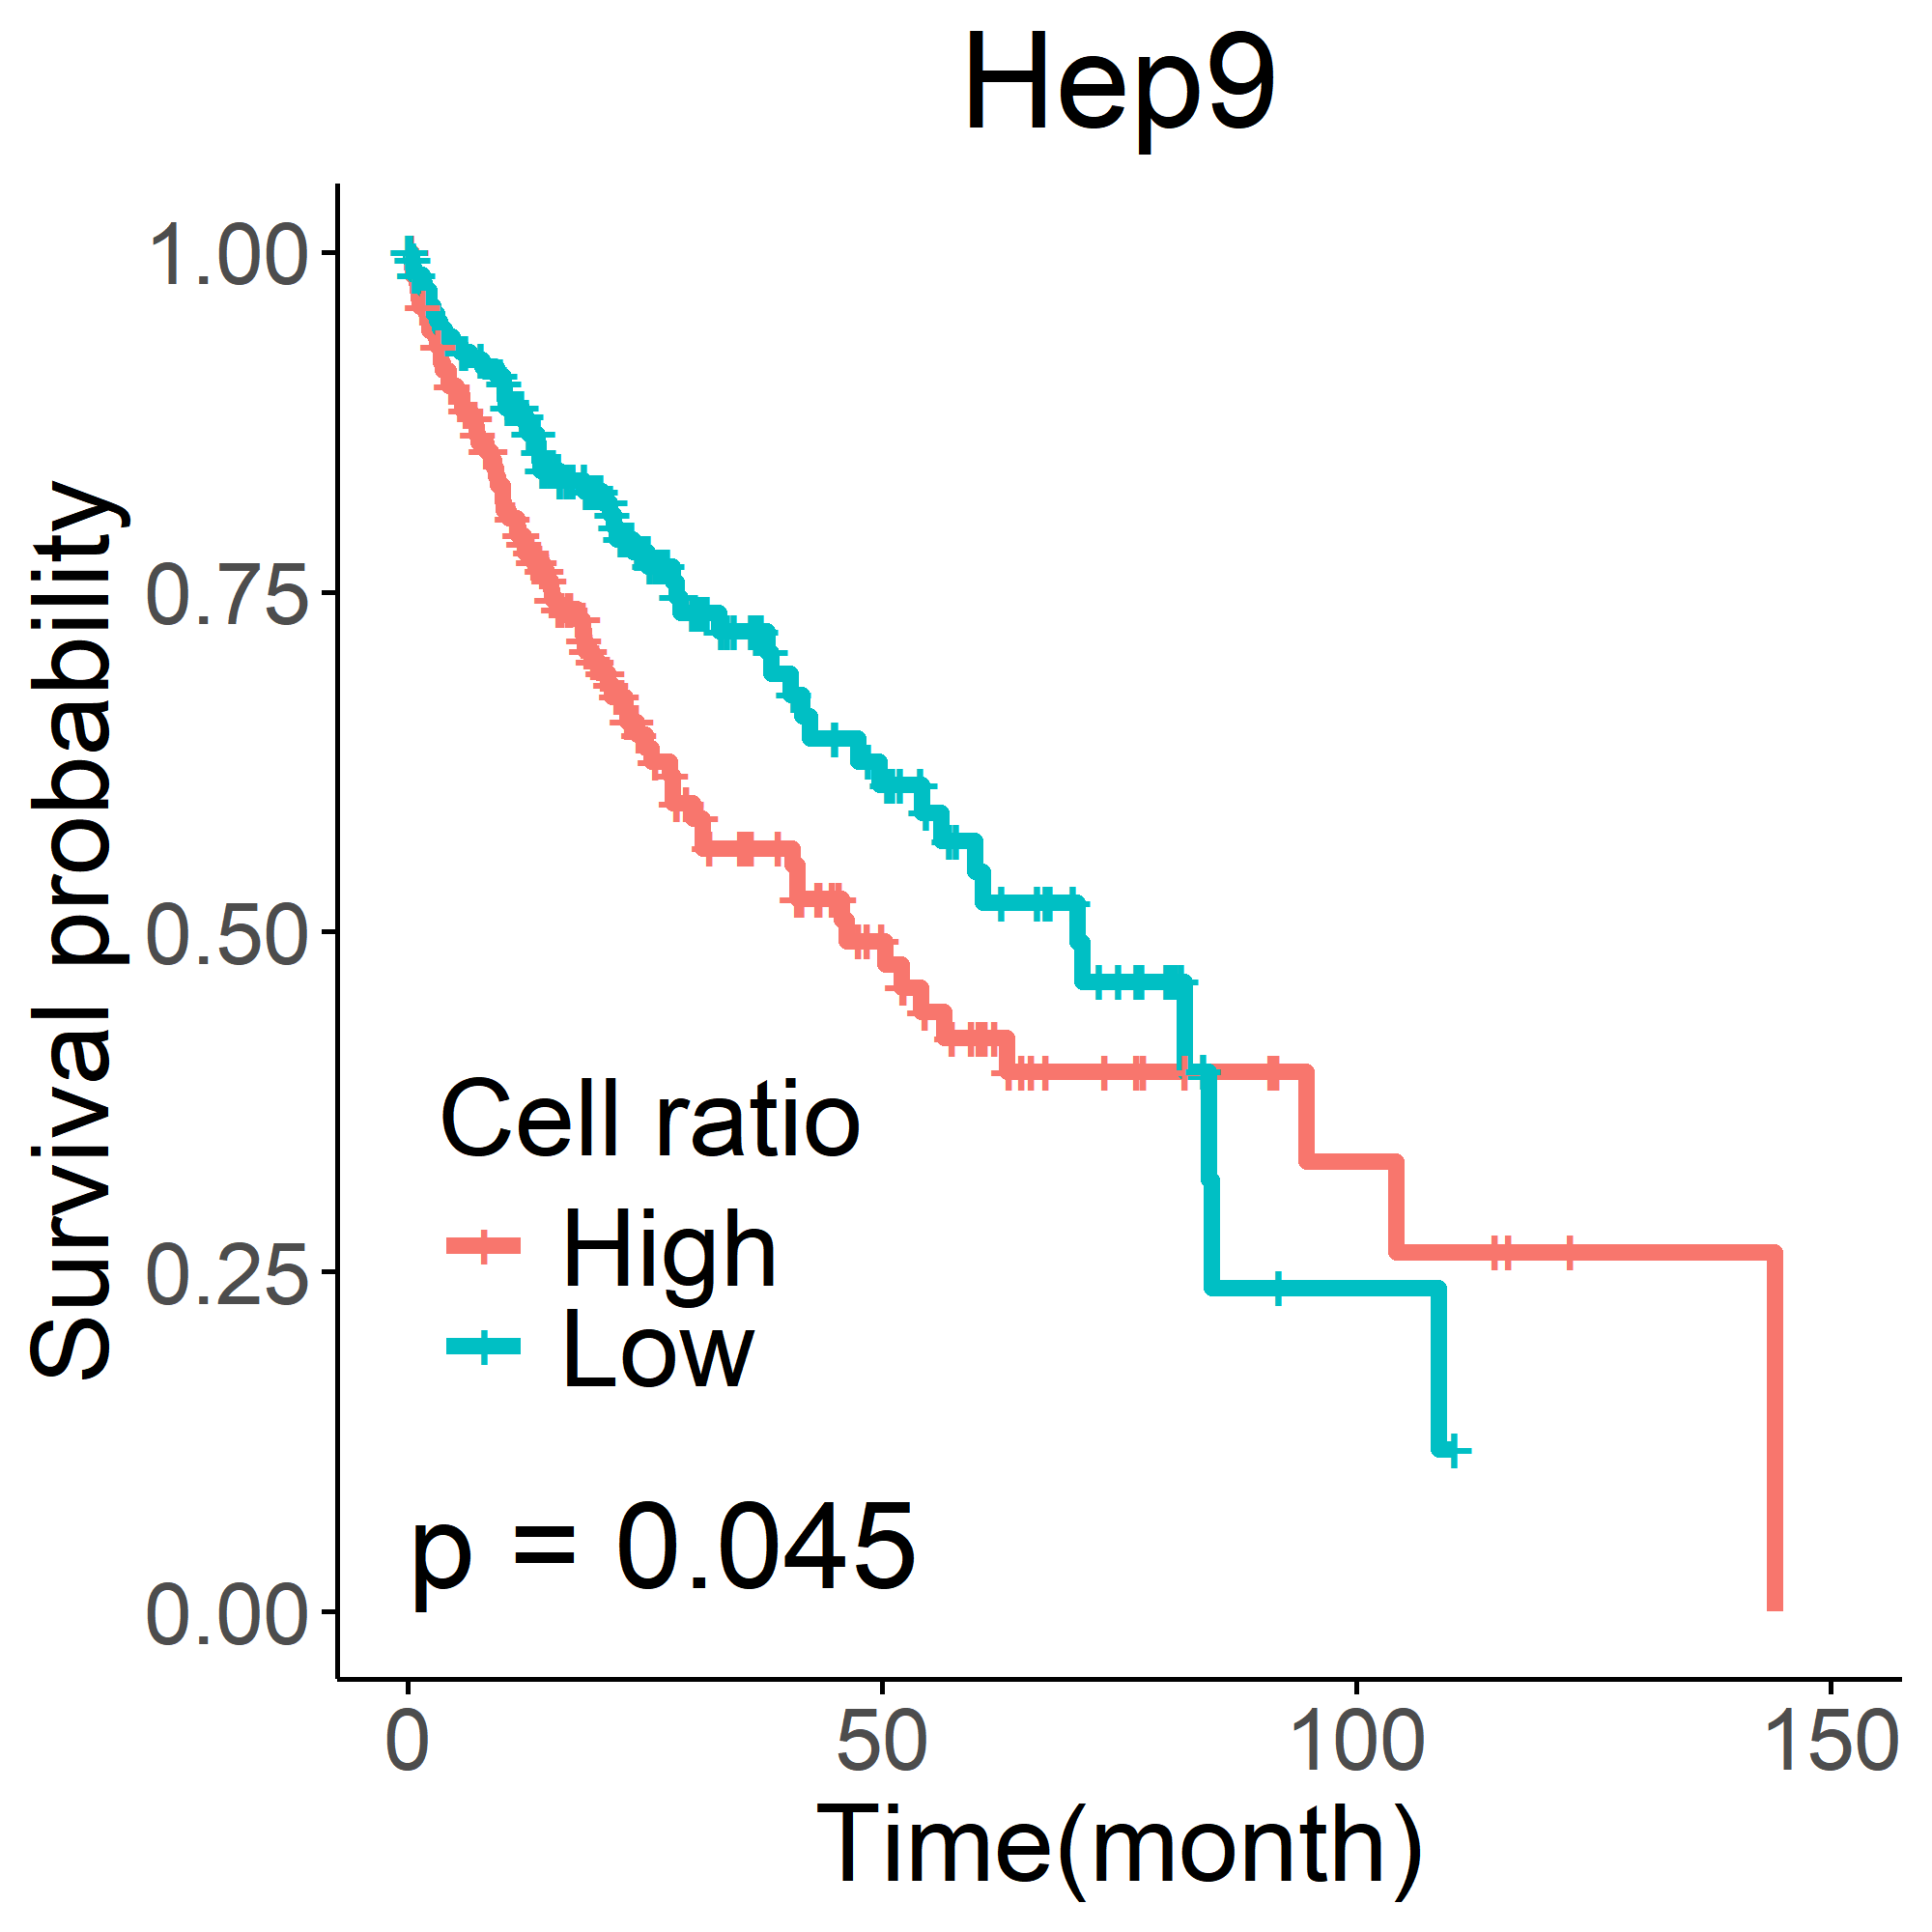 Hep9
1.00
0.75
0.50
0.25
0.00
Survival probability
Cell ratio
High
Low
p = 0.045
0 50 100 150
Time(month)